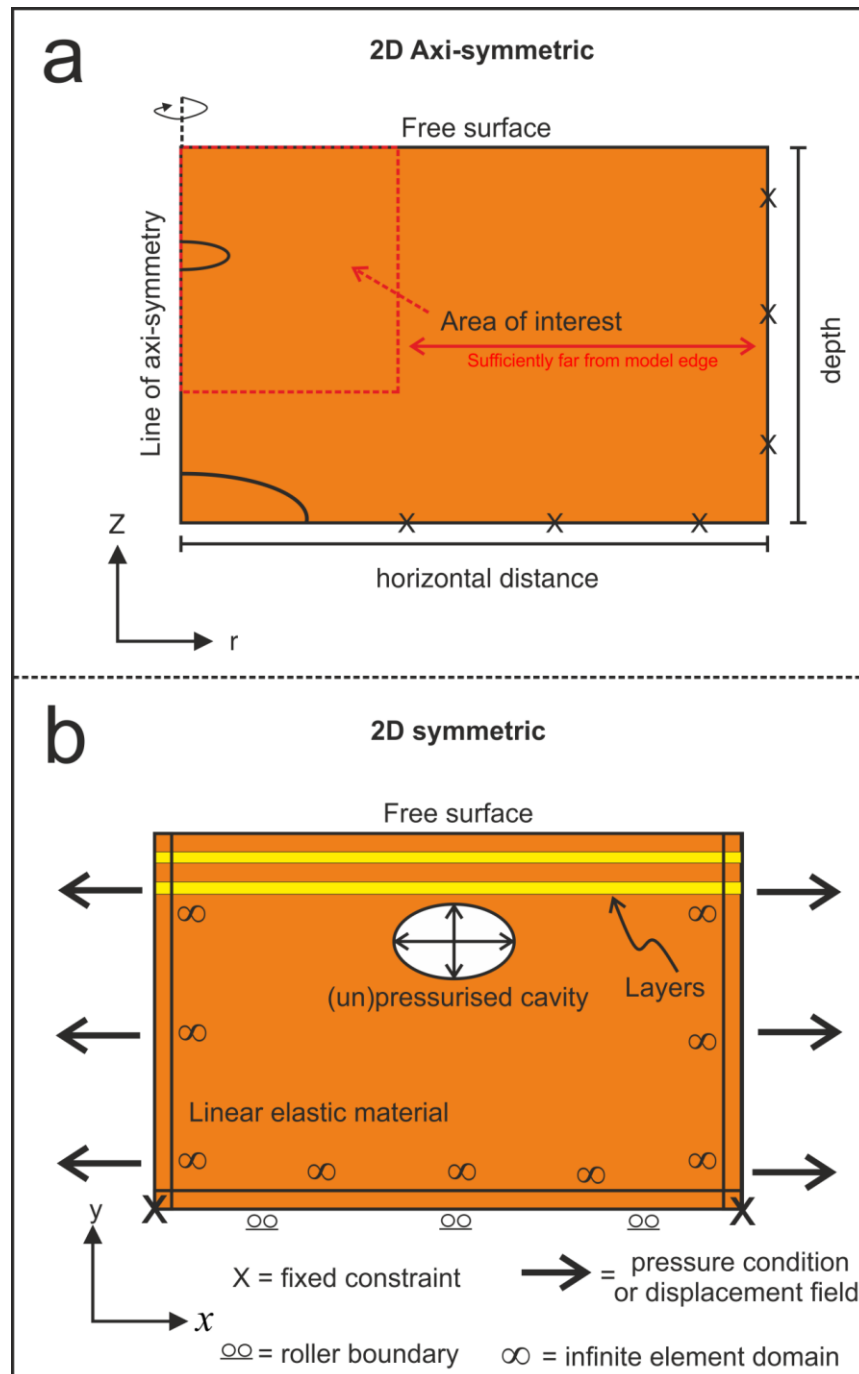 a
2D Axi-symmetric
Free surface
Line of axi-symmetry
Area of interest
Sufficiently far from model edge
depth
X
X
X
X
X
X
horizontal distance
Z
r
b
2D symmetric
Free surface
∞
∞
(un)pressurised cavity
Layers
∞
∞
Linear elastic material
∞
∞
∞
∞
∞
X
X
y
x
X = fixed constraint
= pressure condition
or displacement field
= roller boundary
∞ = infinite element domain